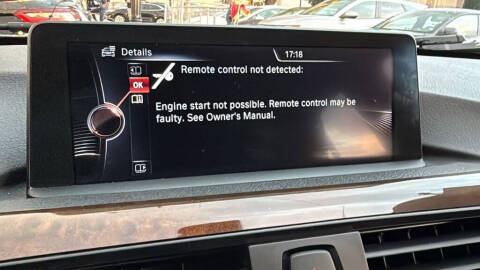 Details
17:18
Remote control not detected:
OK
Engine start not possible. Remote control may be
faulty. See Owner's Manual.